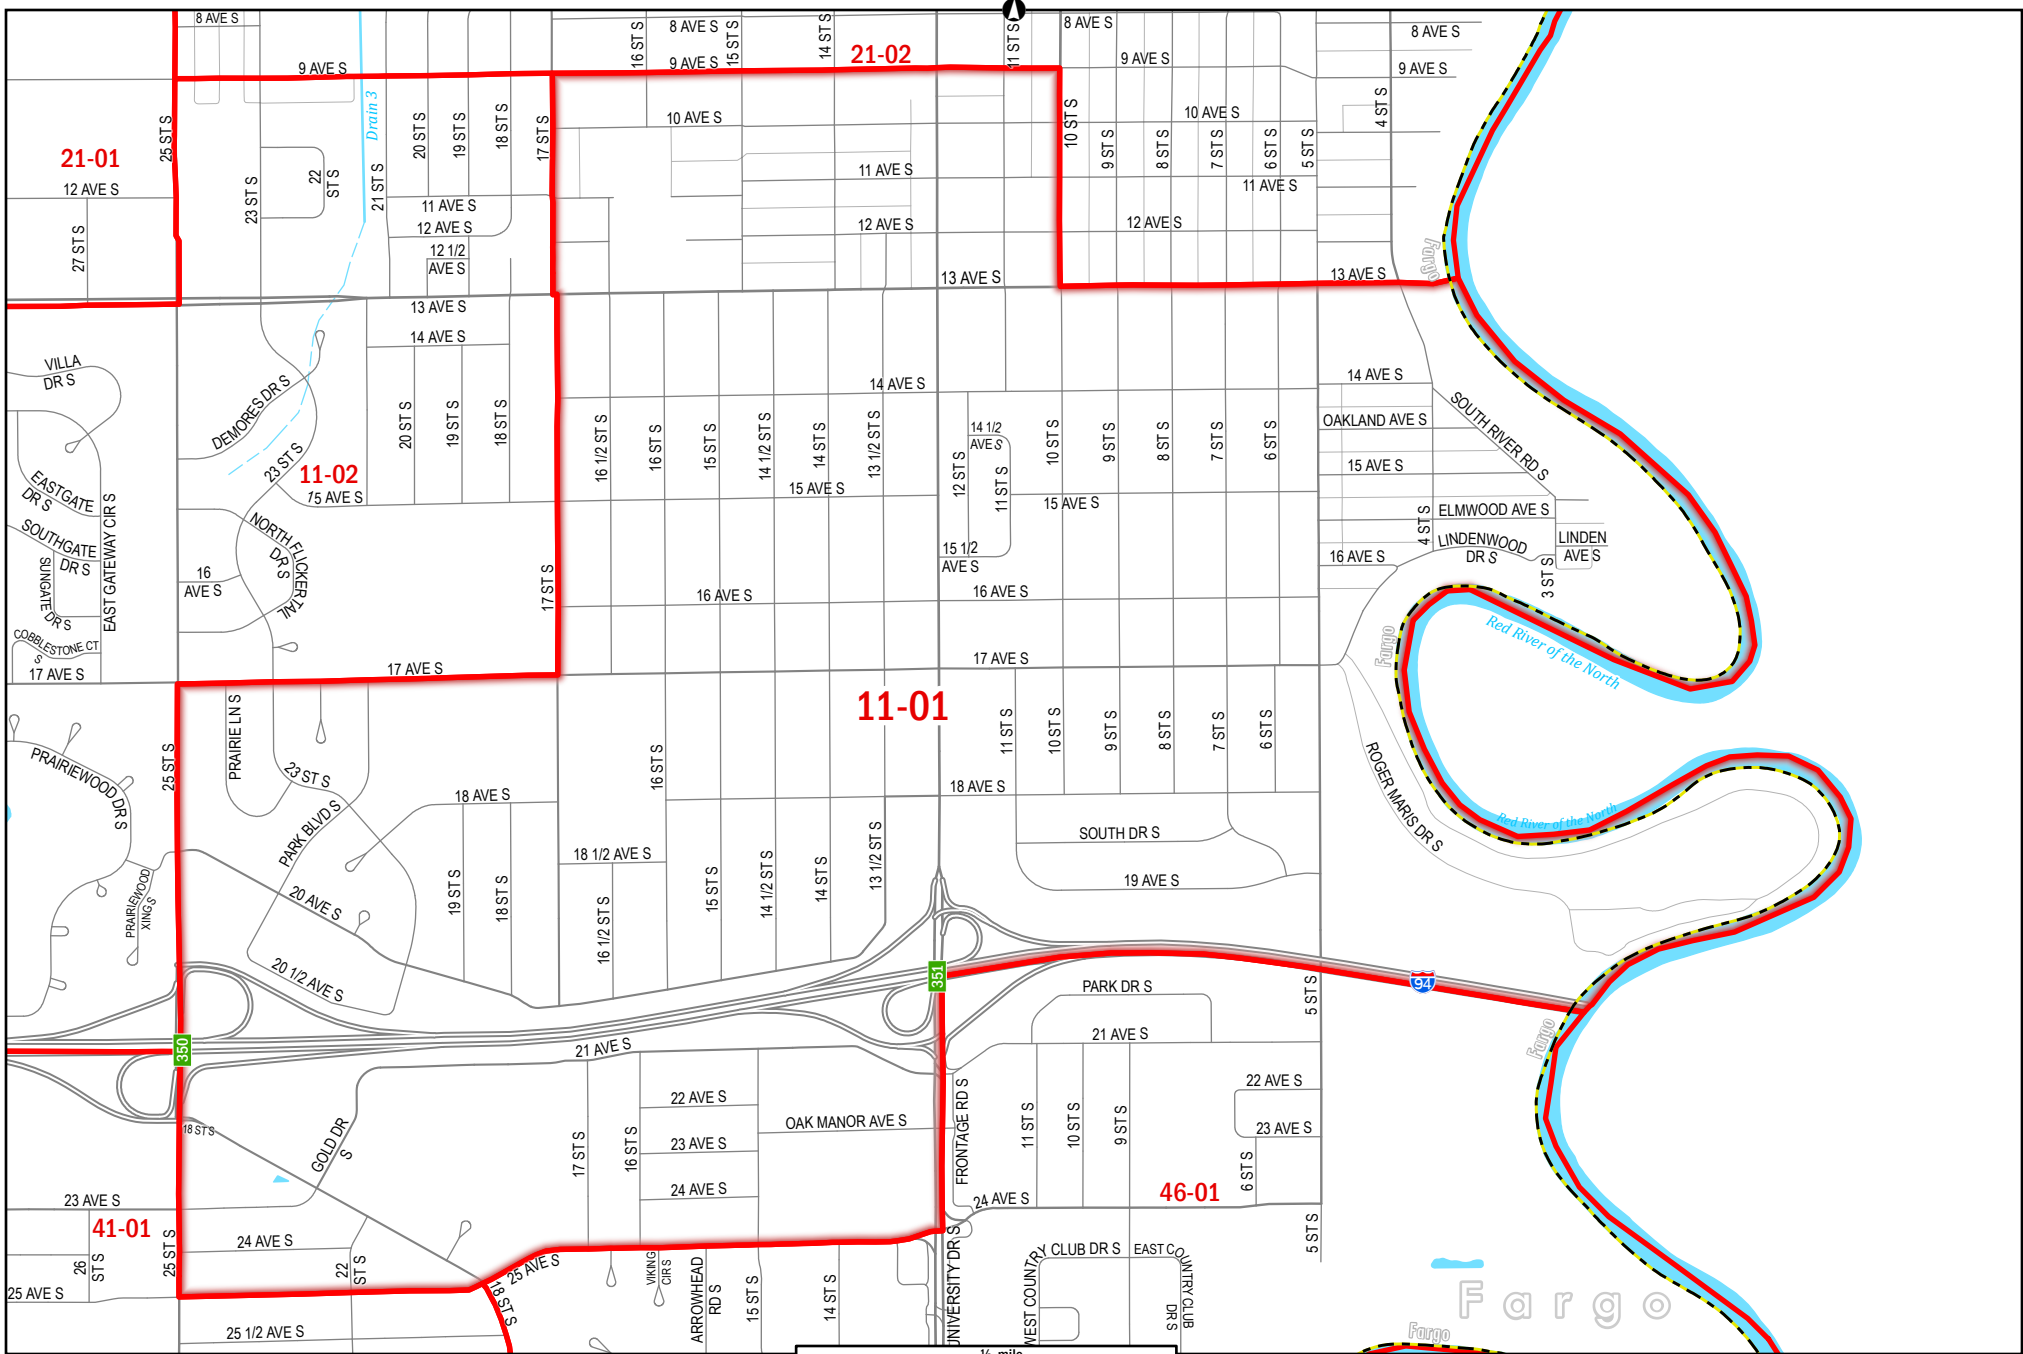 8 AVE S
16 ST S
8 AVE S
15 ST S
14 ST S
21-02
11 ST S
8 AVE S
8 AVE S
9 AVE S
9 AVE S
9 AVE S
9 AVE S
21-01
25 ST S
Drain 3
20 ST S
19 ST S
18 ST S
17 ST S
10 AVE S
10 ST S
10 AVE S
4 ST S
9 ST S
8 ST S
7 ST S
6 ST S
5 ST S
12 AVE S
27 ST S
23 ST S
22
ST S
21 ST S
11 AVE S
12 AVE S
12 1/2
AVE S
11 AVE S
12 AVE S
11 AVE S
12 AVE S
13 AVE S
13 AVE S
13 AVE S
Fargo
14 AVE S
14 AVE S
14 AVE S
VILLA
DR S
DEMORES DR S
23 ST S
11-02
15 AVE S
20 ST S
19 ST S
18 ST S
16 1/2 ST S
16 ST S
15 ST S
14 1/2 ST S
14 ST S
13 1/2 ST S
12 ST S
14 1/2
AVE S
11 ST S
10 ST S
9 ST S
8 ST S
7 ST S
6 ST S
OAKLAND AVE S
SOUTH RIVER RD S
15 AVE S
15 AVE S
15 AVE S
EASTGATE
DR S
SOUTHGATE
DR S
SUNGATE DR S
EAST GATEWAY CIR S
COBBLESTONE CT
S
17 AVE S
NORTH FLICKERTAIL
DR S
16
AVE S
17 ST S
15 1/2
AVE S
ELMWOOD AVE S
4 ST S
LINDENWOOD
DR S
LINDEN
AVE S
3 ST S
16 AVE S
16 AVE S
16 AVE S
Red River of the North
Fargo
17 AVE S
17 AVE S
11-01
PRAIRIEWOOD DR S
25 ST S
PRAIRIE LN S
23 ST S
PARK BLVD S
18 AVE S
16 ST S
11 ST S
10 ST S
9 ST S
8 ST S
7 ST S
6 ST S
18 AVE S
ROGER MARIS DR S
Red River of the North
SOUTH DR S
19 AVE S
PRAIRIEWOOD
XING S
20 AVE S
20 1/2 AVE S
19 ST S
18 ST S
18 1/2 AVE S
16 1/2 ST S
15 ST S
14 1/2 ST S
14 ST S
13 1/2 ST S
351
94
350
PARK DR S
5 ST S
21 AVE S
21 AVE S
Fargo
18 ST S
GOLD DR
S
17 ST S
16 ST S
22 AVE S
23 AVE S
24 AVE S
OAK MANOR AVE S
FRONTAGE RD S
11 ST S
10 ST S
9 ST S
22 AVE S
23 AVE S
6 ST S
46-01
24 AVE S
5 ST S
23 AVE S
41-01
26
ST S
25 ST S
25 AVE S
24 AVE S
22
ST S
25 1/2 AVE S
18 ST S
25 AVE S
VIKING
CIR S
ARROWHEAD
RD S
15 ST S
14 ST S
UNIVERSITY DR S
WEST COUNTRY CLUB DR S
EAST COUNTRY CLUB
DR S
Fargo
Fargo